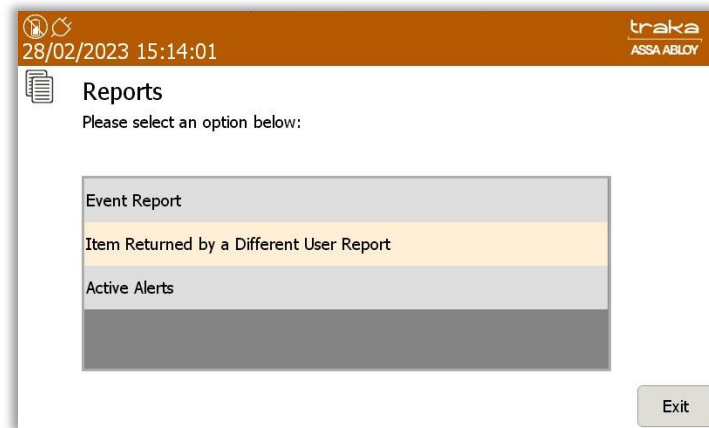 traka
28/02/2023 15:14:01
ASSA ABLOY
Reports
Please select an option below:
Event Report
Item Returned by a Different User Report
Active Alerts
Exit